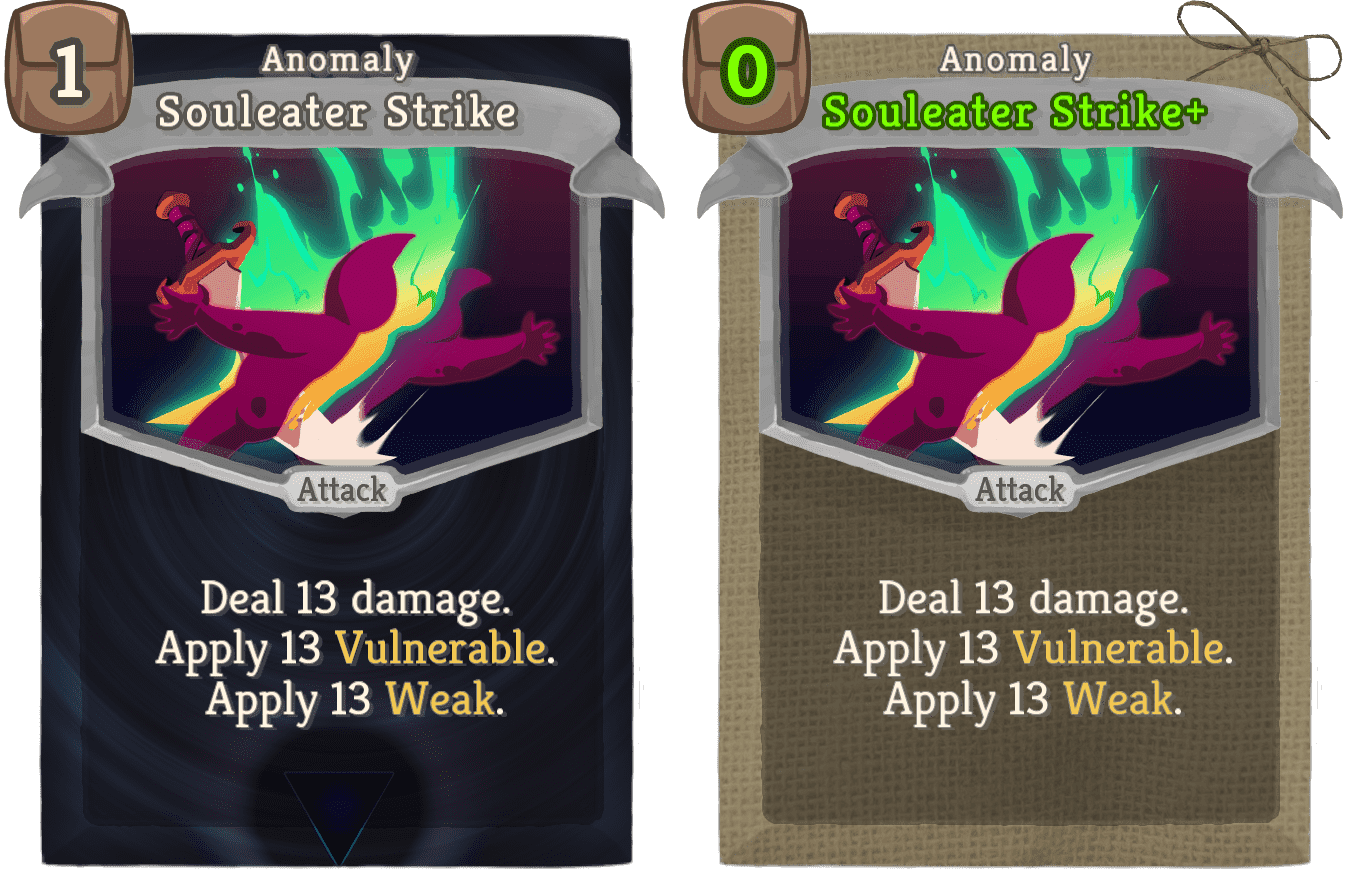 1
Anomaly
Souleater Strike
Attack
Deal 13 damage.
Apply 13 Vulnerable.
Apply 13 Weak.
0
Anomaly
Souleater Strike+
Attack
Deal 13 damage.
Apply 13 Vulnerable.
Apply 13 Weak.